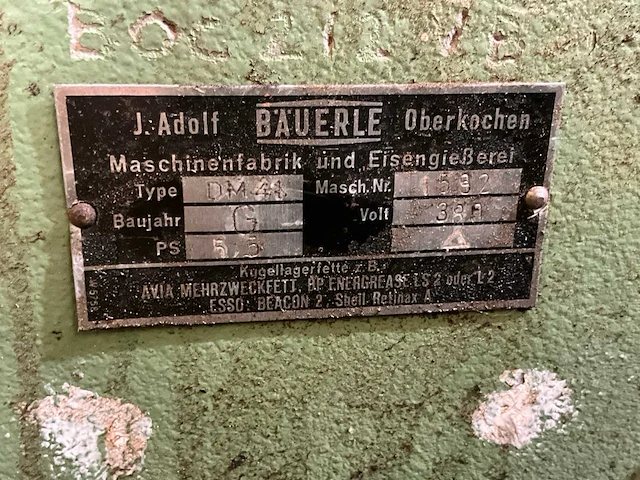 J. Adolf BÄUERLE Oberkochen
Maschinenfabrik und Eisengießerei
Type DM 41 Masch.Nr. 1592
Baujahr G Volt 380
PS 5,5
Kugellagerfette z.B.
AVIA MEHRZWECKFETT, BP ENERGREASE LS 2 oder L 2
ESSO BEACON 2, Shell Retinax A